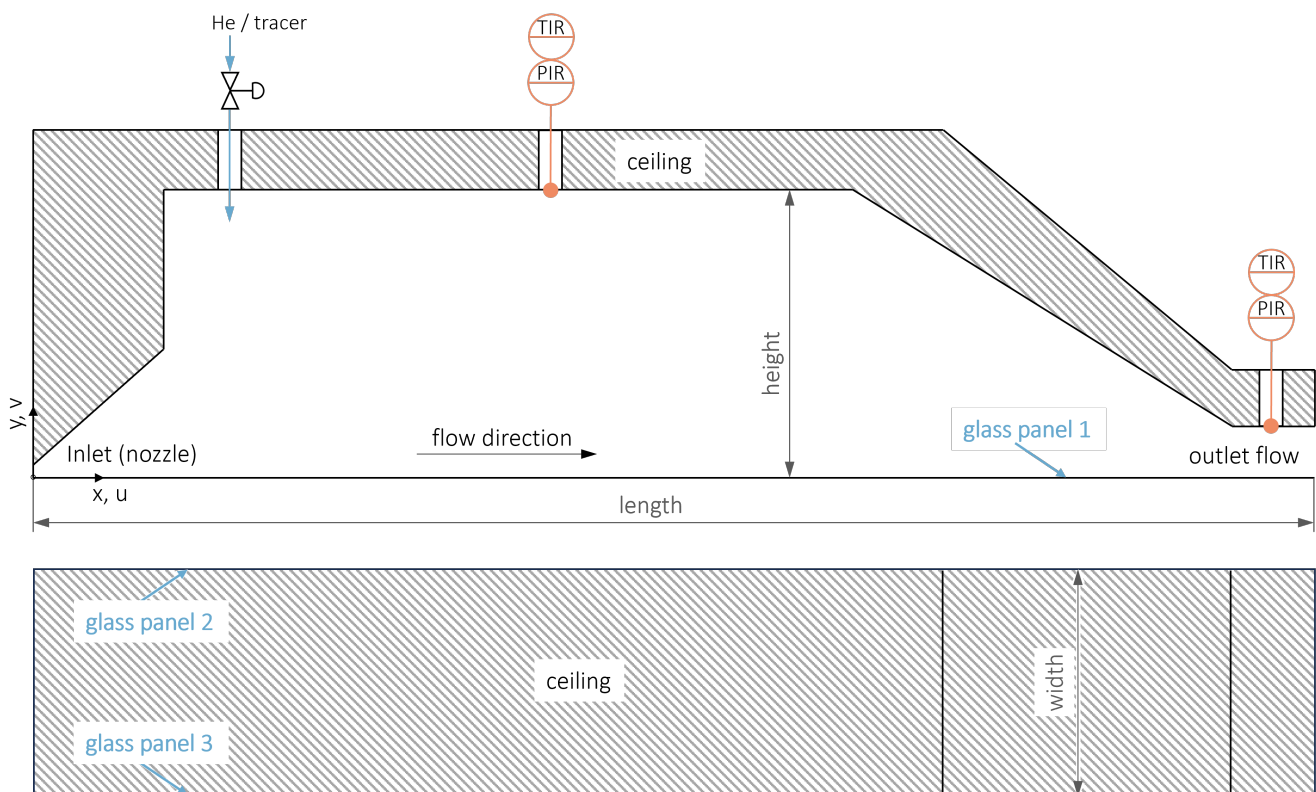 He / tracer
TIR
PIR
ceiling
TIR
PIR
height
y, v
Inlet (nozzle)
flow direction
glass panel 1
outlet flow
x, u
length
glass panel 2
ceiling
width
glass panel 3